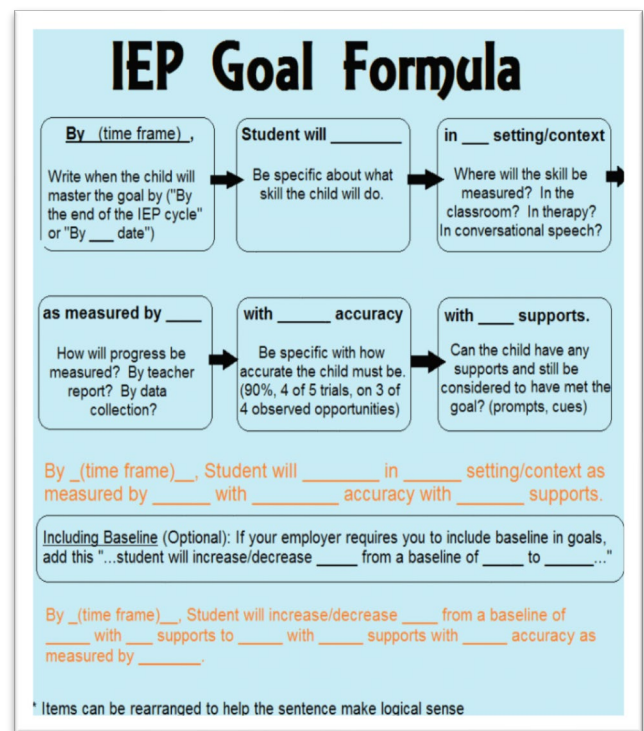 IEP Goal Formula
By _(time frame)_,
Write when the child will
master the goal by ("By
the end of the IEP cycle"
or "By ___ date")
Student will ________
Be specific about what
skill the child will do.
in ___ setting/context
Where will the skill be
measured? In the
classroom? In therapy?
In conversational speech?
as measured by ____
How will progress be
measured? By teacher
report? By data
collection?
with ______ accuracy
Be specific with how
accurate the child must be.
(90%, 4 of 5 trials, on 3 of
4 observed opportunities)
with ____ supports.
Can the child have any
supports and still be
considered to have met the
goal? (prompts, cues)
By _(time frame)__, Student will ________ in ______ setting/context as
measured by ______ with _________ accuracy with _______ supports.
Including Baseline (Optional): If your employer requires you to include baseline in goals,
add this "...student will increase/decrease _____ from a baseline of _____ to ______..."
By _(time frame)__, Student will increase/decrease ____ from a baseline of
_____ with ___ supports to _____ with _____ supports with _____ accuracy as
measured by ________.
* Items can be rearranged to help the sentence make logical sense